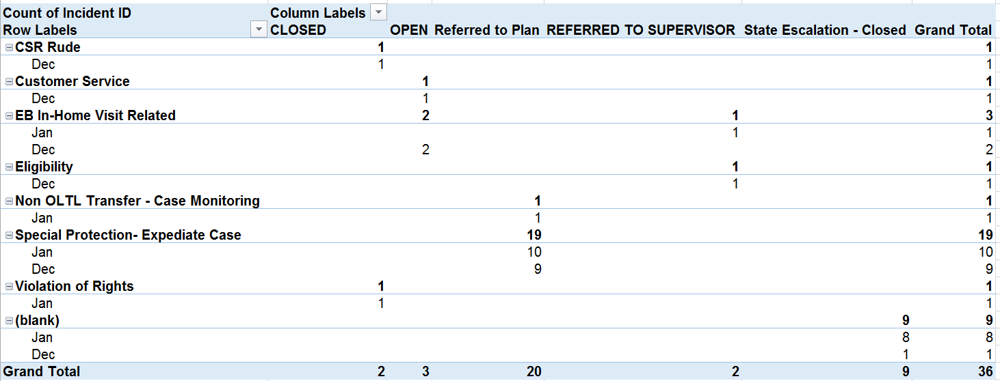 Count of Incident ID Column Labels
Row Labels CLOSED OPEN Referred to Plan REFERRED TO SUPERVISOR State Escalation - Closed Grand Total
CSR Rude 1 1
Dec 1 1
Customer Service 1 1
Dec 1 1
EB In-Home Visit Related 2 1 3
Jan 1 1
Dec 2 2
Eligibility 1 1
Dec 1 1
Non OLTL Transfer - Case Monitoring 1 1
Jan 1 1
Special Protection- Expediate Case 19 19
Jan 10 10
Dec 9 9
Violation of Rights 1 1
Jan 1 1
(blank) 9 9
Jan 8 8
Dec 1 1
Grand Total 2 3 20 2 9 36